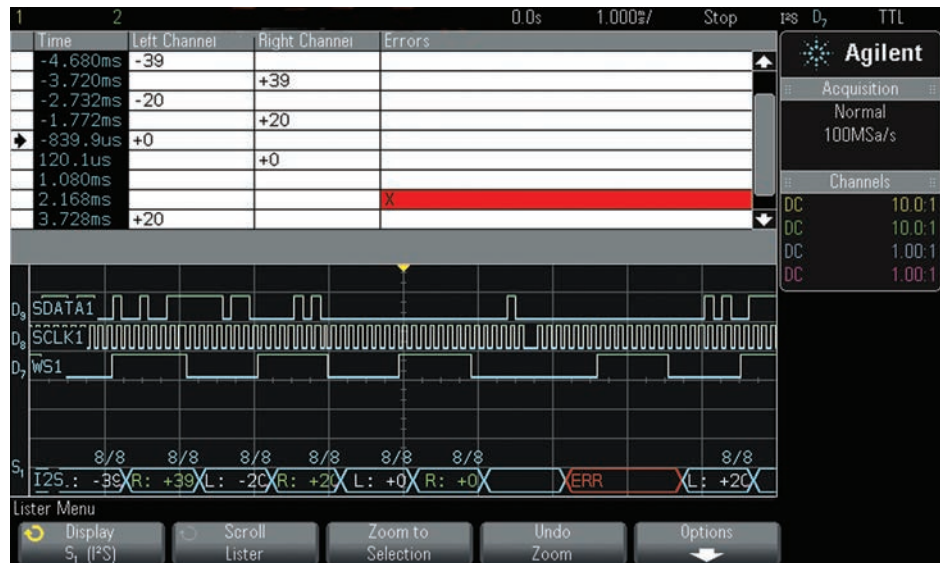 1 2 0.0s 1.000ms/ Stop I²S D7 TTL
Time Left Channel Right Channel Errors
-4.680ms -39
-3.720ms +39
-2.732ms -20
-1.772ms +20
-839.9us +0
120.1us +0
1.080ms
2.168ms X
3.728ms +20
Agilent
Acquisition
Normal
100MSa/s
Channels
DC 10.0:1
DC 10.0:1
DC 1.00:1
DC 1.00:1
D9 SDATA1
D8 SCLK1
D7 WS1
8/8 8/8 8/8 8/8 8/8 8/8 8/8
S1 I2S.: -39 R: +39 L: -20 R: +20 L: +0 R: +0 ERR L: +20
Lister Menu
Display Scroll Zoom to Undo Options
S1 (I²S) Lister Selection Zoom